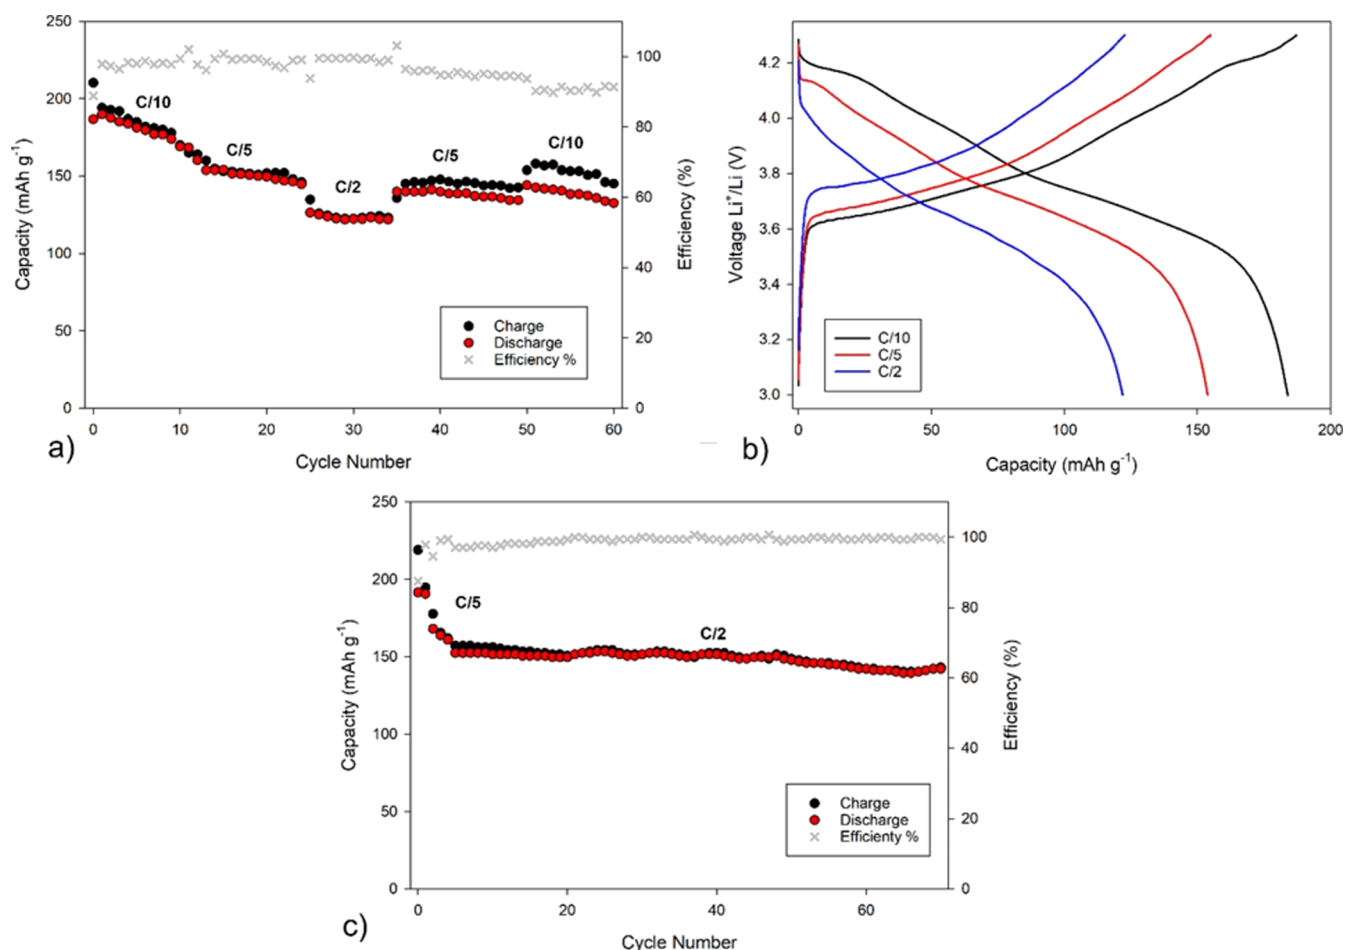 250
200
150
100
50
0
Capacity (mAh g-1)
C/10
C/5
C/2
C/5
C/10
100
80
60
40
20
0
Efficiency (%)
Charge
Discharge
Efficiency %
0 10 20 30 40 50 60
Cycle Number
a)
4.2
4.0
3.8
3.6
3.4
3.2
3.0
Voltage Li+/Li (V)
C/10
C/5
C/2
0 50 100 150 200
Capacity (mAh g-1)
b)
250
200
150
100
50
0
Capacity (mAh g-1)
C/5
C/2
100
80
60
40
20
0
Efficiency (%)
Charge
Discharge
Efficienty %
0 20 40 60
Cycle Number
c)